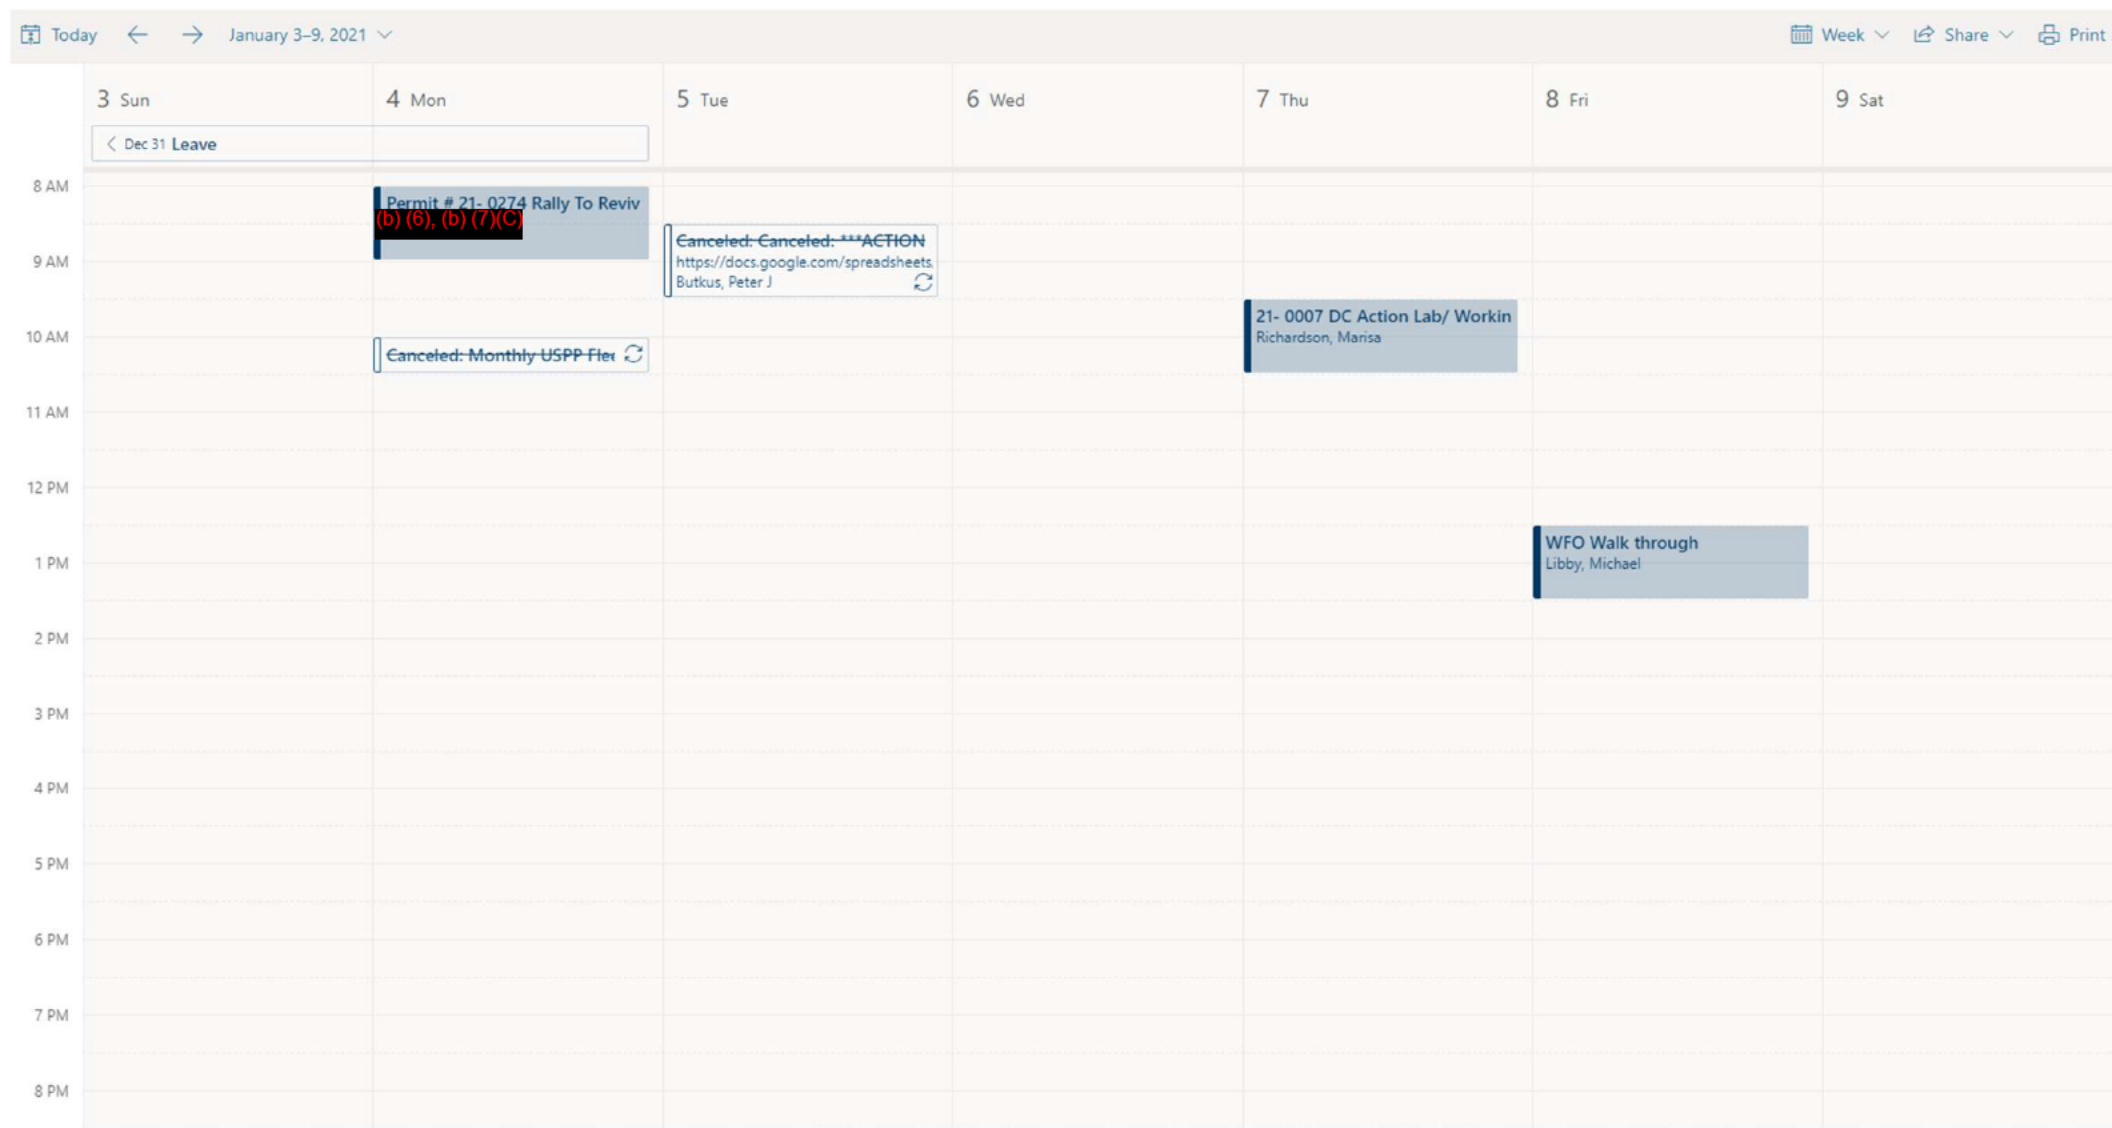 Today January 3–9, 2021 Week Share Print
3 Sun 4 Mon 5 Tue 6 Wed 7 Thu 8 Fri 9 Sat
Dec 31 Leave
8 AM
Permit # 21- 0274 Rally To Reviv
(b) (6), (b) (7)(C)
Canceled: Canceled: ***ACTION
https://docs.google.com/spreadsheets
Butkus, Peter J
9 AM
21- 0007 DC Action Lab/ Workin
Richardson, Marisa
10 AM
Canceled: Monthly USPP Flee
11 AM
12 PM
WFO Walk through
Libby, Michael
1 PM
2 PM
3 PM
4 PM
5 PM
6 PM
7 PM
8 PM